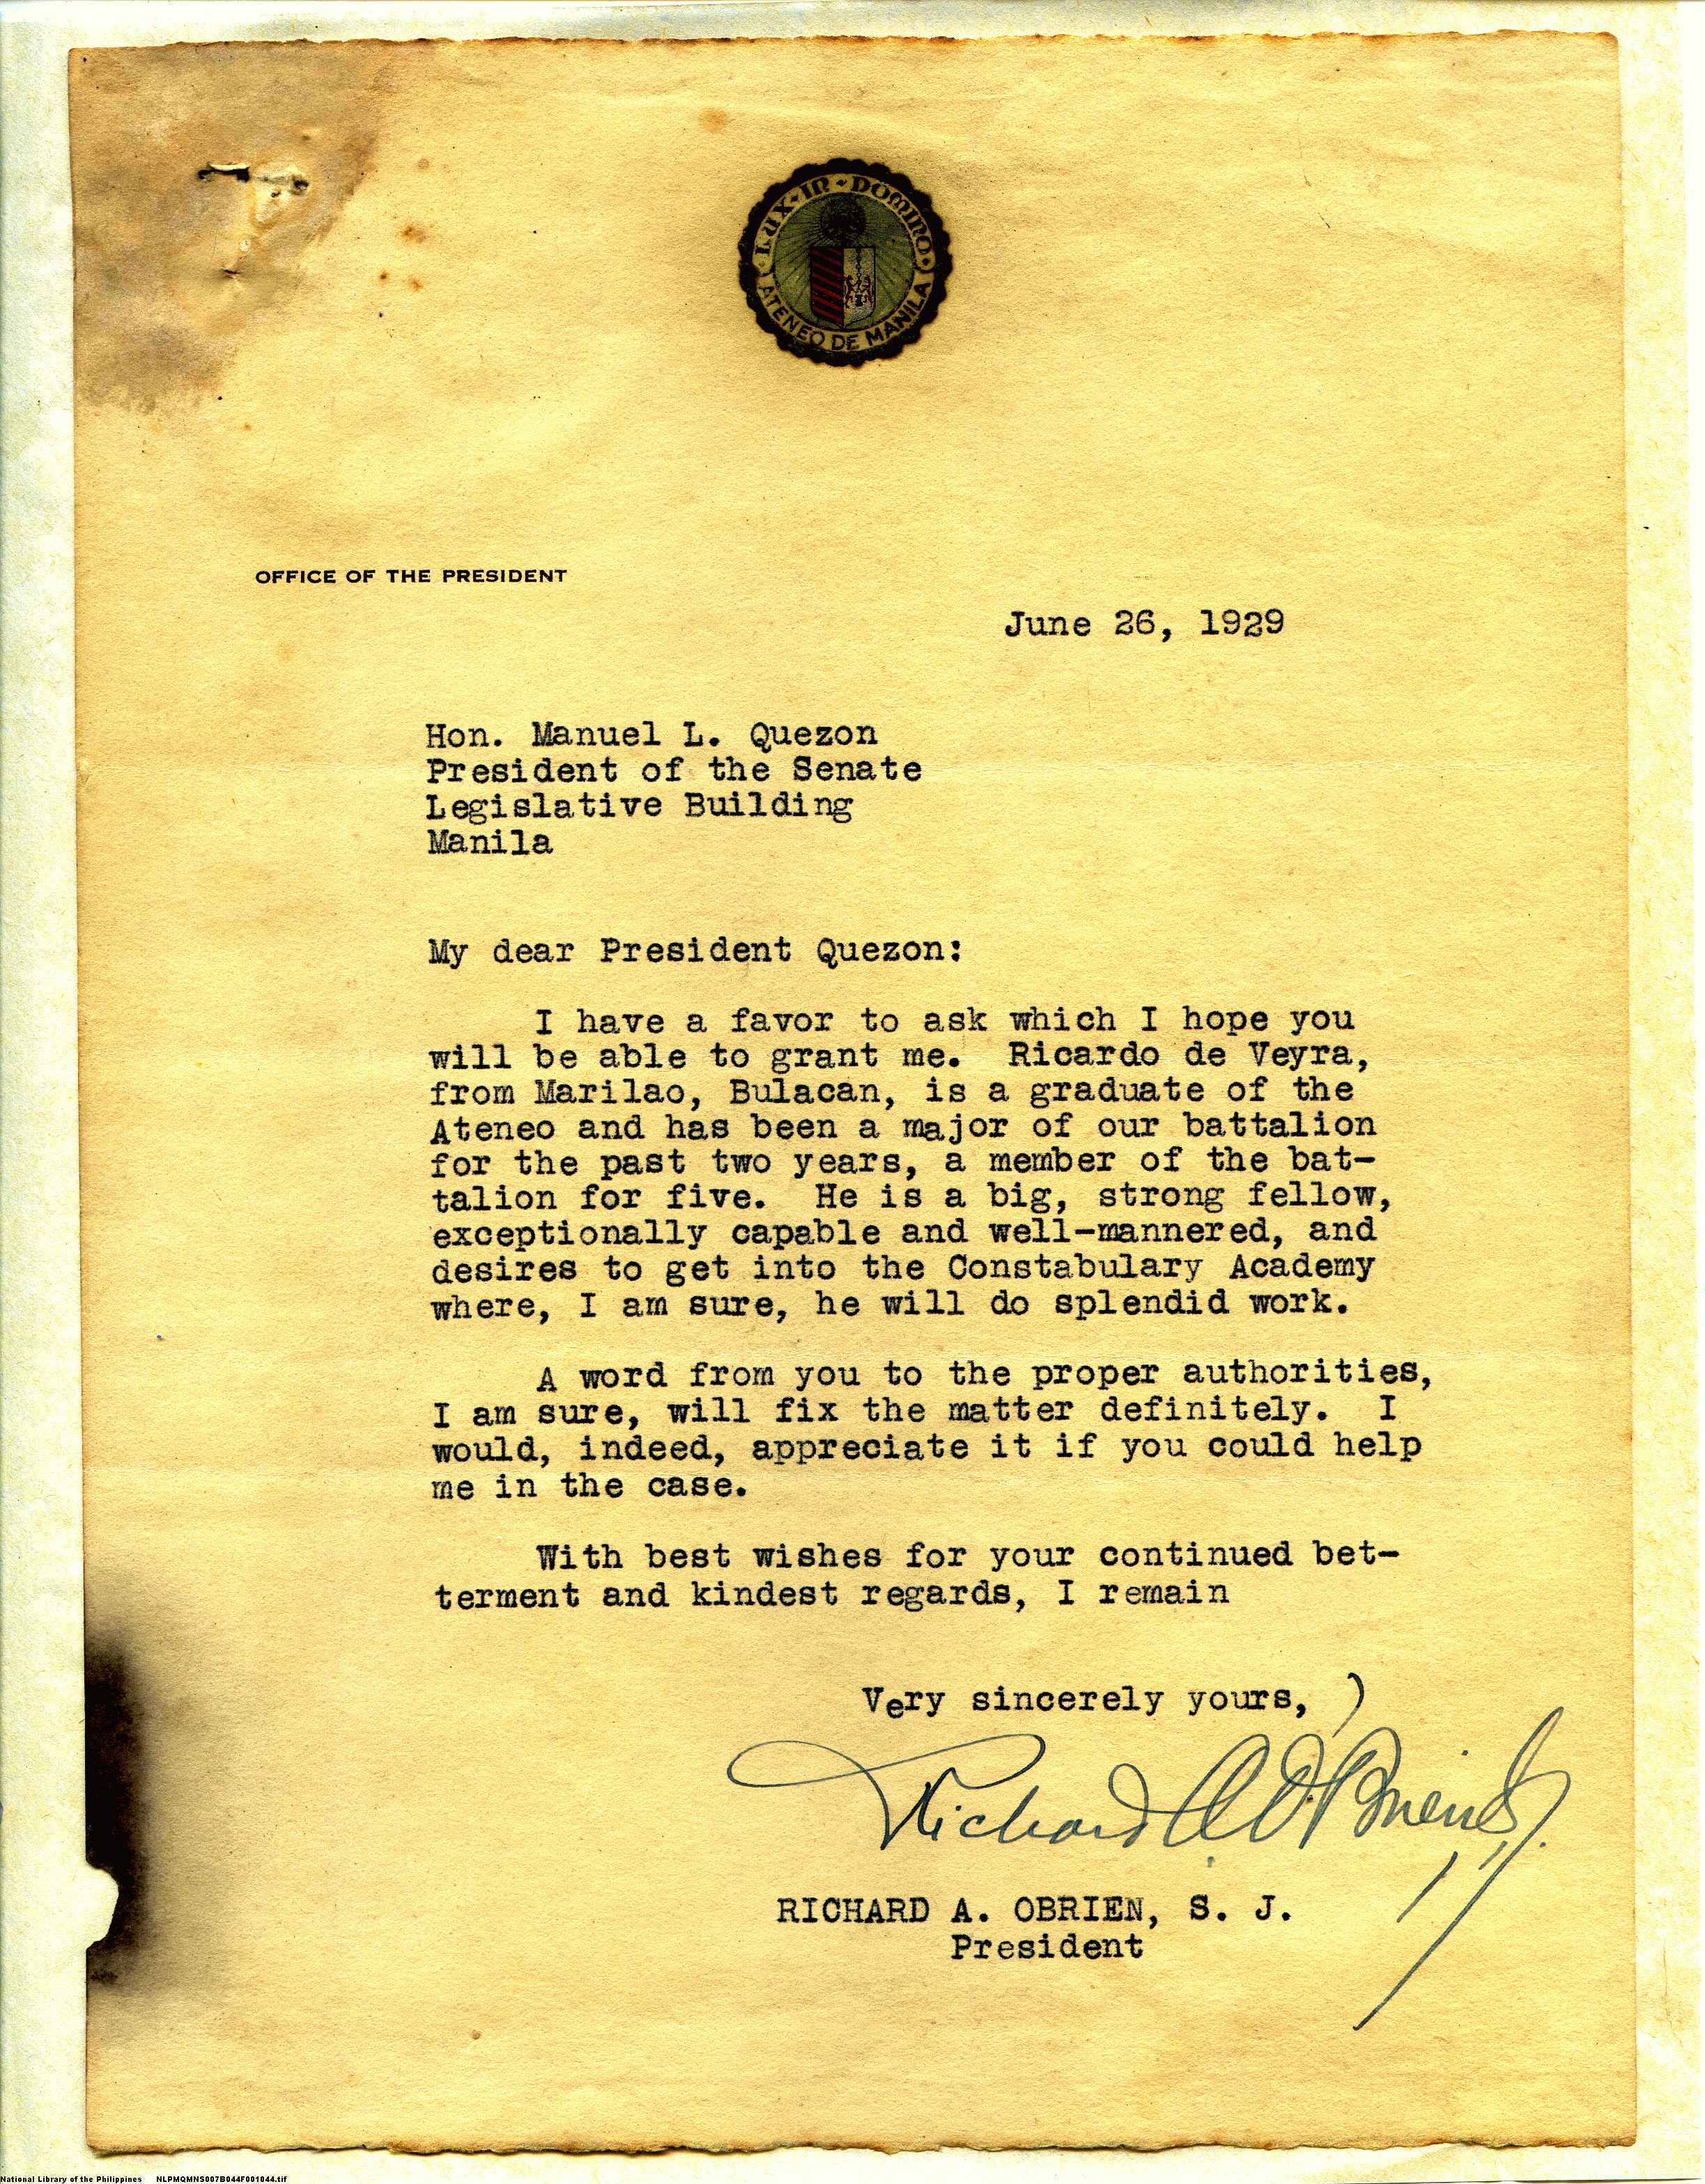 LUX · IN · DOMINO
ATENEO DE MANILA
OFFICE OF THE PRESIDENT
June 26, 1929
Hon. Manuel L. Quezon
President of the Senate
Legislative Building
Manila
My dear President Quezon:
I have a favor to ask which I hope you
will be able to grant me. Ricardo de Veyra,
from Marilao, Bulacan, is a graduate of the
Ateneo and has been a major of our battalion
for the past two years, a member of the bat-
talion for five. He is a big, strong fellow,
exceptionally capable and well-mannered, and
desires to get into the Constabulary Academy
where, I am sure, he will do splendid work.
A word from you to the proper authorities,
I am sure, will fix the matter definitely. I
would, indeed, appreciate it if you could help
me in the case.
With best wishes for your continued bet-
terment and kindest regards, I remain
Very sincerely yours,
Richard A O'Brien S.J.
RICHARD A. OBRIEN, S. J.
President
National Library of the Philippines NLPMQMNS007B044F001044.tif